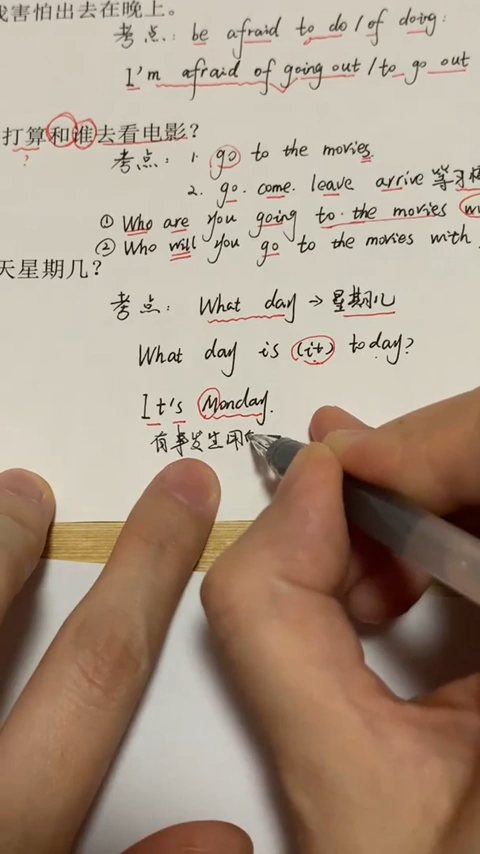 我害怕出去在晚上。
考点: be afraid to do / of doing:
I'm afraid of going out / to go out
打算和谁去看电影?
?
考点: 1. go to the movies.
2. go. come. leave arrive 等
① Who are you going to the movies
② Who will you go to the movies with
天星期几?
考点: What day → 星期几
What day is (it) today?
It's Monday.
有事发生用